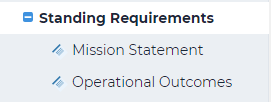 Standing Requirements
Mission Statement
Operational Outcomes